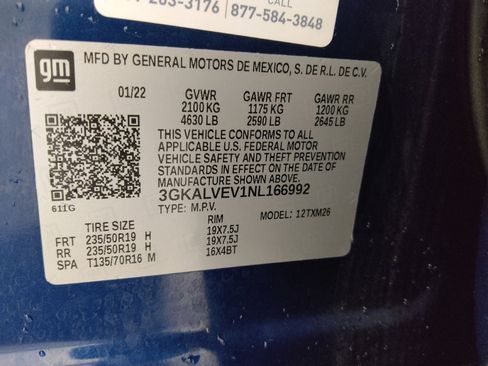 CALL
263-3176 | 877-584-3848
gm
MFD BY GENERAL MOTORS DE MEXICO, S. DE R.L. DE C.V.
01/22 GVWR GAWR FRT GAWR RR
2100 KG 1175 KG 1200 KG
4630 LB 2590 LB 2645 LB
THIS VEHICLE CONFORMS TO ALL
APPLICABLE U.S. FEDERAL MOTOR
VEHICLE SAFETY AND THEFT PREVENTION
STANDARDS IN EFFECT ON THE DATE OF
MANUFACTURE SHOWN ABOVE.
3GKALVEV1NL166992
611G TYPE: M.P.V. MODEL: 12TXM26
TIRE SIZE RIM
FRT 235/50R19 H 19X7.5J
RR 235/50R19 H 19X7.5J
SPA T135/70R16 M 16X4BT